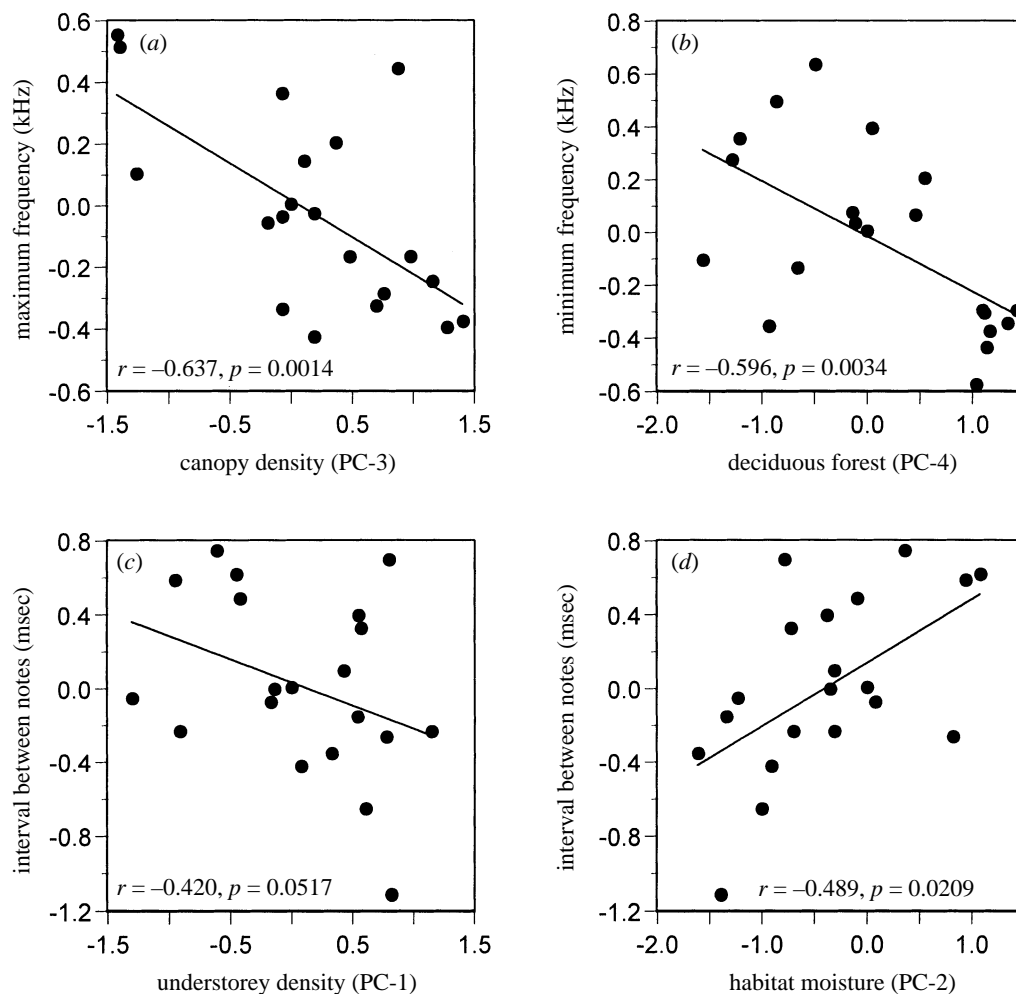 (a)
0.6
0.4
0.2
0.0
-0.2
-0.4
-0.6
maximum frequency (kHz)
r = –0.637, p = 0.0014
-1.5 -0.5 0.5 1.5
canopy density (PC-3)
(b)
0.8
0.6
0.4
0.2
0.0
-0.2
-0.4
-0.6
minimum frequency (kHz)
r = –0.596, p = 0.0034
-2.0 -1.0 0.0 1.0
deciduous forest (PC-4)
(c)
0.8
0.4
0.0
-0.4
-0.8
-1.2
interval between notes (msec)
r = –0.420, p = 0.0517
-1.5 -0.5 0.5 1.5
understorey density (PC-1)
(d)
0.8
0.4
0.0
-0.4
-0.8
-1.2
interval between notes (msec)
r = –0.489, p = 0.0209
-2.0 -1.0 0.0 1.0
habitat moisture (PC-2)